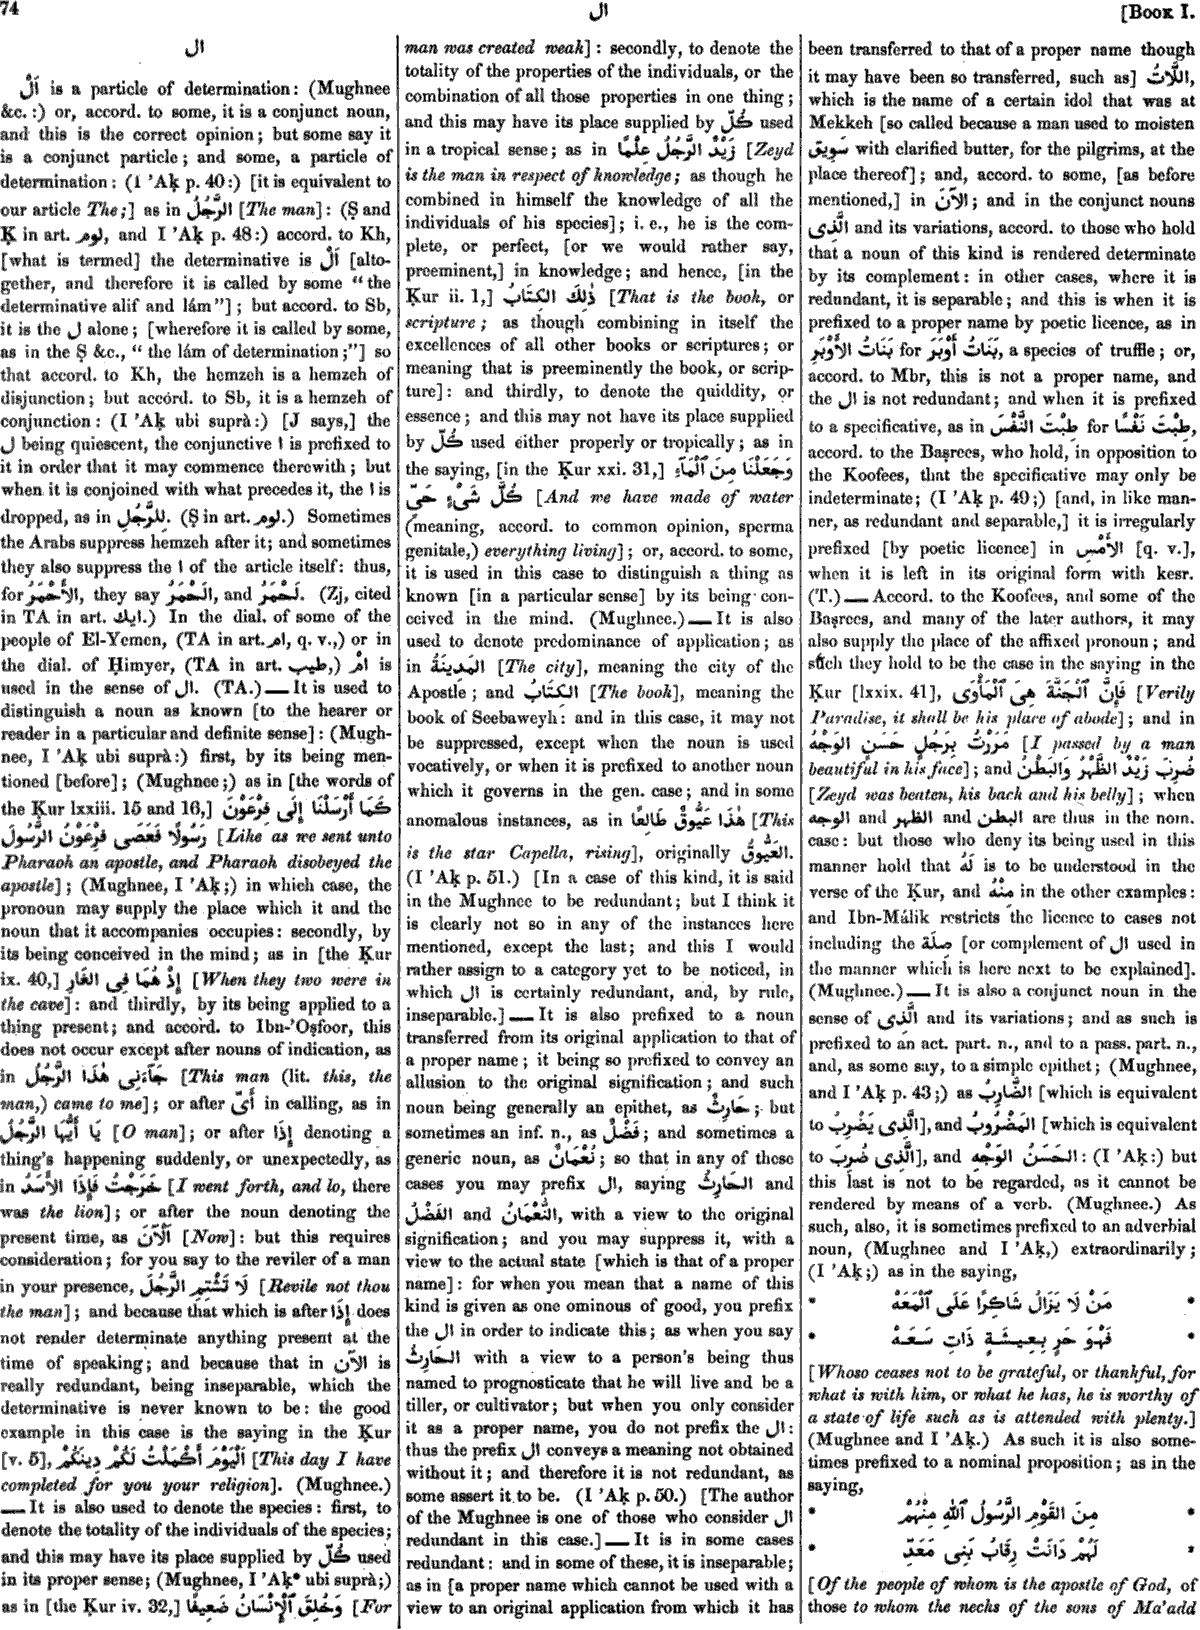 74
ال
[Book I.
ال
اَلْ is a particle of determination: (Mughnee
&c.:) or, accord. to some, it is a conjunct noun,
and this is the correct opinion; but some say it
is a conjunct particle; and some, a particle of
determination: (I 'Aḳ p. 40:) [it is equivalent to
our article The;] as in الرَّجُلُ [The man]: (Ṣ and
Ḳ in art. لوم, and I 'Aḳ p. 48:) accord. to Kh,
[what is termed] the determinative is اَلْ [alto-
gether, and therefore it is called by some "the
determinative alif and lám"]; but accord. to Sb,
it is the ل alone; [wherefore it is called by some,
as in the Ṣ &c., "the lám of determination;"] so
that accord. to Kh, the hemzeh is a hemzeh of
disjunction; but accord. to Sb, it is a hemzeh of
conjunction: (I 'Aḳ ubi suprà:) [J says,] the
ل being quiescent, the conjunctive ا is prefixed to
it in order that it may commence therewith; but
when it is conjoined with what precedes it, the ا is
dropped, as in لِلرَّجُلِ. (Ṣ in art. لوم.) Sometimes
the Arabs suppress hemzeh after it; and sometimes
they also suppress the ا of the article itself: thus,
for الأَحْمَرُ, they say اَلَحْمَرُ, and لَحْمَرُ. (Zj, cited
in TA in art. ايك.) In the dial. of some of the
people of El-Yemen, (TA in art. ام, q. v.,) or in
the dial. of Ḥimyer, (TA in art. طيب,) امْ is
used in the sense of ال. (TA.) — It is used to
distinguish a noun as known [to the hearer or
reader in a particular and definite sense]: (Mugh-
nee, I 'Aḳ ubi suprà:) first, by its being men-
tioned [before]; (Mughnee;) as in [the words of
the Ḳur lxxiii. 15 and 16,] كَمَا أَرْسَلْنَا إِلَى فِرْعَوْنَ
رَسُولًا فَعَصَى فِرْعَوْنُ الرَّسُولَ [Like as we sent unto
Pharaoh an apostle, and Pharaoh disobeyed the
apostle]; (Mughnee, I 'Aḳ;) in which case, the
pronoun may supply the place which it and the
noun that it accompanies occupies: secondly, by
its being conceived in the mind; as in [the Ḳur
ix. 40,] إِذْ هُمَا فِى الغَارِ [When they two were in
the cave]: and thirdly, by its being applied to a
thing present; and accord. to Ibn-'Oṣfoor, this
does not occur except after nouns of indication, as
in جَآءَنِى هٰذَا الرَّجُلُ [This man (lit. this, the
man,) came to me]; or after أَىّ in calling, as in
يَا أَيُّهَا الرَّجُلُ [O man]; or after إِذَا denoting a
thing's happening suddenly, or unexpectedly, as
in خَرَجْتُ فَإِذَا الأَسَدُ [I went forth, and lo, there
was the lion]; or after the noun denoting the
present time, as اَلْآنَ [Now]: but this requires
consideration; for you say to the reviler of a man
in your presence, لَا تَشْتِمِ الرَّجُلَ [Revile not thou
the man]; and because that which is after إِذَا does
not render determinate anything present at the
time of speaking; and because that in الآن is
really redundant, being inseparable, which the
determinative is never known to be: the good
example in this case is the saying in the Ḳur
[v. 5], اَلْيَوْمَ أَكْمَلْتُ لَكُمْ دِينَكُمْ [This day I have
completed for you your religion]. (Mughnee.)
— It is also used to denote the species: first, to
denote the totality of the individuals of the species;
and this may have its place supplied by كُلّ used
in its proper sense; (Mughnee, I 'Aḳ* ubi suprà;)
as in [the Ḳur iv. 32,] وَخُلِقَ ٱلْإِنْسَانُ ضَعِيفًا [For
man was created weak]: secondly, to denote the
totality of the properties of the individuals, or the
combination of all those properties in one thing;
and this may have its place supplied by كُلّ used
in a tropical sense; as in زَيْدٌ الرَّجُلُ عِلْمًا [Zeyd
is the man in respect of knowledge; as though he
combined in himself the knowledge of all the
individuals of his species]; i. e., he is the com-
plete, or perfect, [or we would rather say,
preeminent,] in knowledge; and hence, [in the
Ḳur ii. 1,] ذٰلِكَ الكِتَابُ [That is the book, or
scripture; as though combining in itself the
excellences of all other books or scriptures; or
meaning that is preeminently the book, or scrip-
ture]: and thirdly, to denote the quiddity, or
essence; and this may not have its place supplied
by كُلّ used either properly or tropically; as in
the saying, [in the Ḳur xxi. 31,] وَجَعَلْنَا مِنَ ٱلْمَآءِ
كُلَّ شَىْءٍ حَىٍّ [And we have made of water
(meaning, accord. to common opinion, sperma
genitale,) everything living]; or, accord. to some,
it is used in this case to distinguish a thing as
known [in a particular sense] by its being con-
ceived in the mind. (Mughnee.) — It is also
used to denote predominance of application; as
in المَدِينَةُ [The city], meaning the city of the
Apostle; and الكِتَابُ [The book], meaning the
book of Seebaweyh: and in this case, it may not
be suppressed, except when the noun is used
vocatively, or when it is prefixed to another noun
which it governs in the gen. case; and in some
anomalous instances, as in هٰذَا عَيُّوقٌ طَالِعًا [This
is the star Capella, rising], originally العَيُّوقُ.
(I 'Aḳ p. 51.) [In a case of this kind, it is said
in the Mughnee to be redundant; but I think it
is clearly not so in any of the instances here
mentioned, except the last; and this I would
rather assign to a category yet to be noticed, in
which ال is certainly redundant, and, by rule,
inseparable.] — It is also prefixed to a noun
transferred from its original application to that of
a proper name; it being so prefixed to convey an
allusion to the original signification; and such
noun being generally an epithet, as حَارِثٌ; but
sometimes an inf. n., as فَضْلٌ; and sometimes a
generic noun, as نُعْمَانٌ; so that in any of these
cases you may prefix ال, saying الحَارِثُ and
الفَضْلُ and النُّعْمَانُ, with a view to the original
signification; and you may suppress it, with a
view to the actual state [which is that of a proper
name]: for when you mean that a name of this
kind is given as one ominous of good, you prefix
the ال in order to indicate this; as when you say
الحَارِثُ with a view to a person's being thus
named to prognosticate that he will live and be a
tiller, or cultivator; but when you only consider
it as a proper name, you do not prefix the ال:
thus the prefix ال conveys a meaning not obtained
without it; and therefore it is not redundant, as
some assert it to be. (I 'Aḳ p. 50.) [The author
of the Mughnee is one of those who consider ال
redundant in this case.] — It is in some cases
redundant: and in some of these, it is inseparable;
as in [a proper name which cannot be used with a
view to an original application from which it has
been transferred to that of a proper name though
it may have been so transferred, such as] اللَّاتُ,
which is the name of a certain idol that was at
Mekkeh [so called because a man used to moisten
سَوِيق with clarified butter, for the pilgrims, at the
place thereof]; and, accord. to some, [as before
mentioned,] in الآنَ; and in the conjunct nouns
الَّذِى and its variations, accord. to those who hold
that a noun of this kind is rendered determinate
by its complement: in other cases, where it is
redundant, it is separable; and this is when it is
prefixed to a proper name by poetic licence, as in
بَنَاتُ الأَوْبَرِ for بَنَاتُ أَوْبَرَ, a species of truffle; or,
accord. to Mbr, this is not a proper name, and
the ال is not redundant; and when it is prefixed
to a specificative, as in طِبْتَ النَّفْسَ for طِبْتَ نَفْسًا,
accord. to the Baṣrees, who hold, in opposition to
the Koofees, that the specificative may only be
indeterminate; (I 'Aḳ p. 49;) [and, in like man-
ner, as redundant and separable,] it is irregularly
prefixed [by poetic licence] in الأَمْسِ [q. v.],
when it is left in its original form with kesr.
(T.) — Accord. to the Koofees, and some of the
Baṣrees, and many of the later authors, it may
also supply the place of the affixed pronoun; and
such they hold to be the case in the saying in the
Ḳur [lxxix. 41], فَإِنَّ ٱلْجَنَّةَ هِىَ ٱلْمَأْوَى [Verily
Paradise, it shall be his place of abode]; and in
مَرَرْتُ بِرَجُلٍ حَسَنٍ الوَجْهُ [I passed by a man
beautiful in his face]; and ضُرِبَ زَيْدٌ الظَّهْرُ وَالبَطْنُ
[Zeyd was beaten, his back and his belly]; when
الوجه and الظهر and البطن are thus in the nom.
case: but those who deny its being used in this
manner hold that لَهُ is to be understood in the
verse of the Ḳur, and مِنْهُ in the other examples:
and Ibn-Málik restricts the licence to cases not
including the صِلَة [or complement of ال used in
the manner which is here next to be explained].
(Mughnee.) — It is also a conjunct noun in the
sense of الَّذِى and its variations; and as such is
prefixed to an act. part. n., and to a pass. part. n.,
and, as some say, to a simple epithet; (Mughnee,
and I 'Aḳ p. 43;) as الضَّارِبُ [which is equivalent
to الَّذِى يَضْرِبُ], and المَضْرُوبُ [which is equivalent
to الَّذِى ضُرِبَ], and الحَسَنُ الوَجْهِ: (I 'Aḳ:) but
this last is not to be regarded, as it cannot be
rendered by means of a verb. (Mughnee.) As
such, also, it is sometimes prefixed to an adverbial
noun, (Mughnee and I 'Aḳ,) extraordinarily;
(I 'Aḳ;) as in the saying,
* مَنْ لَا يَزَالُ شَاكِرًا عَلَى ٱلْمَعَهْ *
* فَهْوَ حَرٍ بِعِيشَةٍ ذَاتِ سَعَهْ *
[Whoso ceases not to be grateful, or thankful, for
what is with him, or what he has, he is worthy of
a state of life such as is attended with plenty.]
(Mughnee and I 'Aḳ.) As such it is also some-
times prefixed to a nominal proposition; as in the
saying,
* مِنَ القَوْمِ الرَّسُولُ ٱللّٰهِ مِنْهُمْ *
* لَهُمْ دَانَتْ رِقَابُ بَنِى مَعَدِّ *
[Of the people of whom is the apostle of God, of
those to whom the necks of the sons of Ma'add